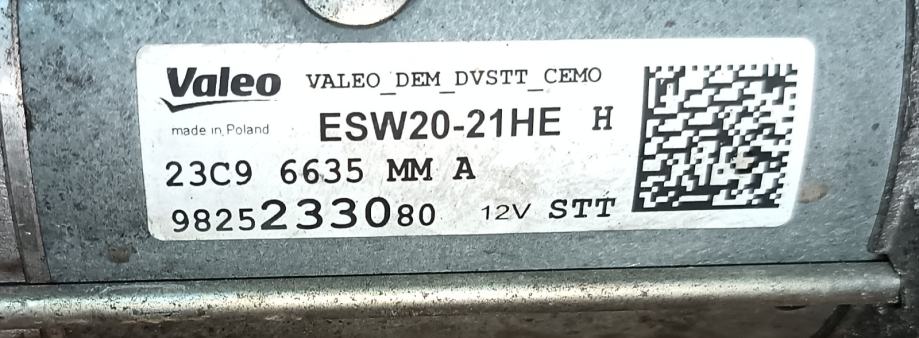 Valeo VALEO_DEM_DVSTT_CEMO
made in Poland ESW20-21HE H
23C9 6635 MM A
9825233080 12V STT